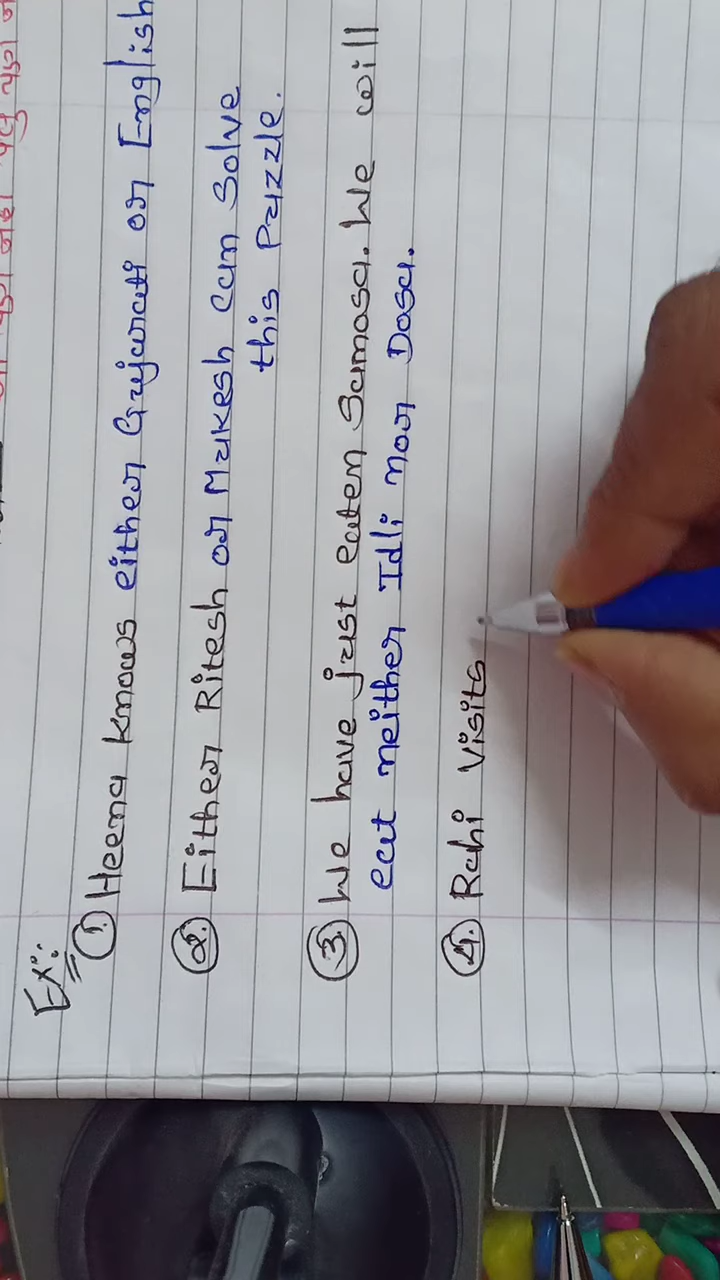 Ex:
1. Heena knows either Gujarati or English
2. Either Ritesh or Mukesh can solve
this Puzzle.
3. We have just eaten Samosa. We will
eat neither Idli nor Dosa.
4. Rahi visits